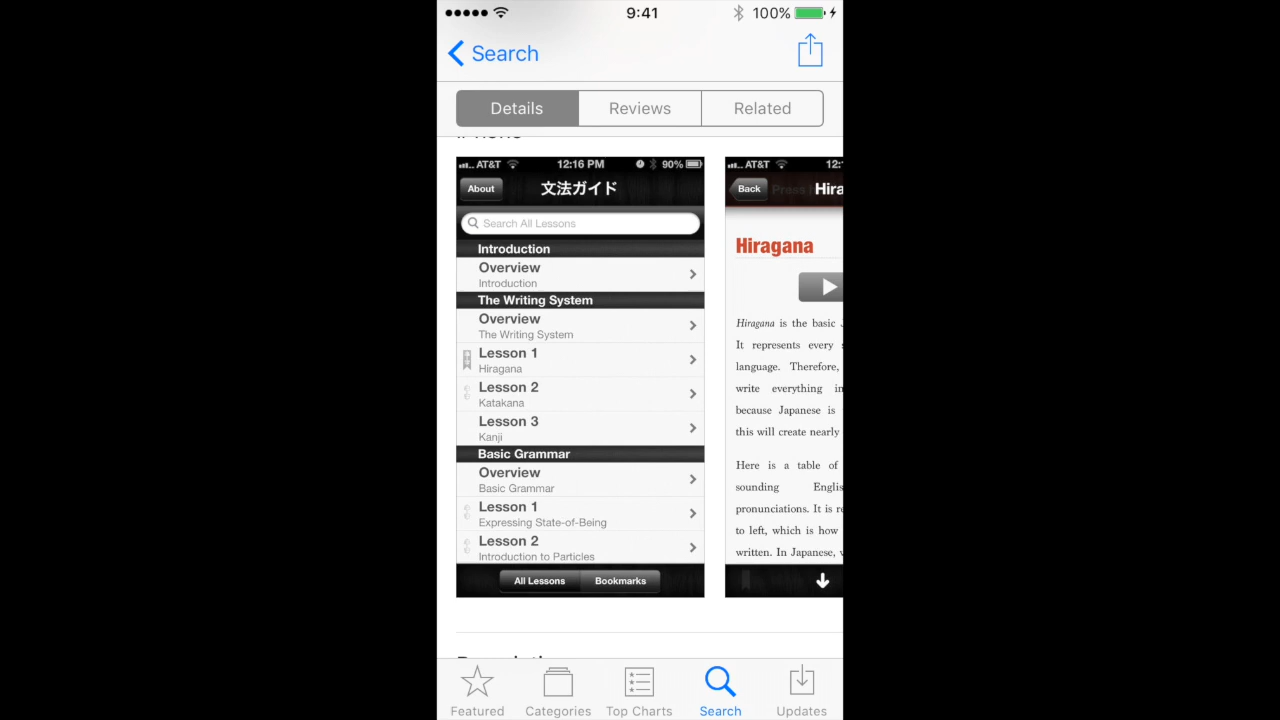 9:41
100%
Search
Details
Reviews
Related
iPhone
AT&T
12:16 PM
90%
About
文法ガイド
Search All Lessons
Introduction
Overview
Introduction
The Writing System
Overview
The Writing System
Lesson 1
Hiragana
Lesson 2
Katakana
Lesson 3
Kanji
Basic Grammar
Overview
Basic Grammar
Lesson 1
Expressing State-of-Being
Lesson 2
Introduction to Particles
All Lessons
Bookmarks
AT&T
12:
Back
Press
Hira
Hiragana
Hiragana is the basic
It represents every
language. Therefore,
write everything in
because Japanese is
this will create nearly
Here is a table of
sounding Englis
pronunciations. It is r
to left, which is how
written. In Japanese,
Featured
Categories
Top Charts
Search
Updates